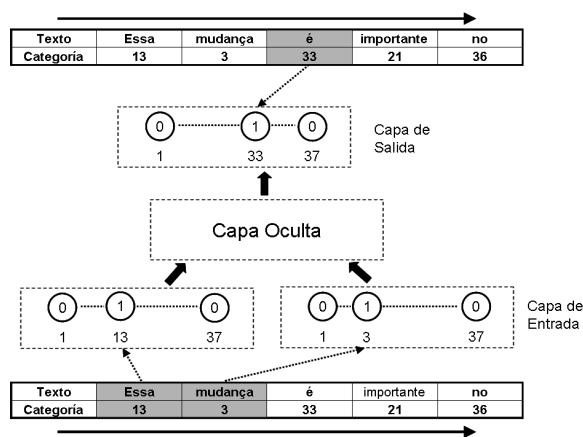 Texto Essa mudança é importante no
Categoría 13 3 33 21 36
0 1 0
1 33 37
Capa de
Salida
Capa Oculta
0 1 0 0 1 0
1 13 37 1 3 37
Capa de
Entrada
Texto Essa mudança é importante no
Categoría 13 3 33 21 36